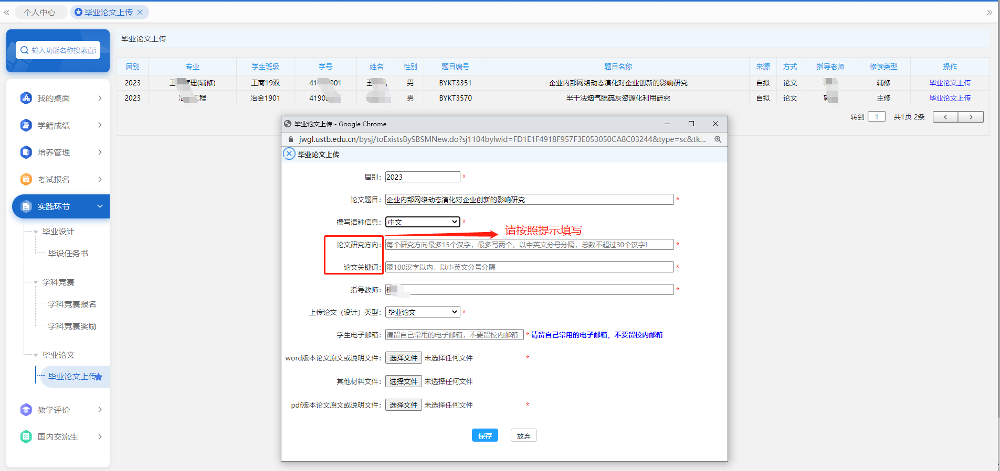 个人中心
毕业论文上传
输入功能名称搜索直
毕业论文上传
届别 专业 学生班级 学号 姓名 性别 题目编号 题目名称 来源 方式 指导老师 修读类型 操作
2023 管理(辅修) 工商19双 男 BYKT3351 企业内部网络动态演化对企业创新的影响研究 自拟 论文 辅修 毕业论文上传
2023 工程 冶金1901 男 BYKT3570 半干法烟气脱硫灰资源化利用研究 自拟 论文 主修 毕业论文上传
转到 1 共1页 2条
我的桌面
学籍成绩
培养管理
考试报名
实践环节
毕业设计
毕设任务书
学科竞赛
学科竞赛报名
学科竞赛奖励
毕业论文
毕业论文上传
教学评价
国内交流生
毕业论文上传 - Google Chrome
jwgl.ustb.edu.cn/bysj/toExistsBySBSMNew.do?sj1104bylwid=FD1E1F4918F957F3E053050CA8C03244&type=sc&tk...
毕业论文上传
届别: 2023 *
论文题目: 企业内部网络动态演化对企业创新的影响研究 *
撰写语种信息: 中文 *
请按照提示填写
论文研究方向: 每个研究方向最多15个汉字，最多写两个，以中英文分号分隔，总数不超过30个汉字! *
论文关键词: 限100汉字以内，以中英文分号分隔 *
指导教师: *
上传论文（设计）类型: 毕业论文 *
学生电子邮箱: 请留自己常用的电子邮箱，不要留校内邮箱 * 请留自己常用的电子邮箱，不要留校内邮箱
word版本论文原文或说明文件: 选择文件 未选择任何文件 *
其他材料文件: 选择文件 未选择任何文件
pdf版本论文原文或说明文件: 选择文件 未选择任何文件 *
保存 放弃